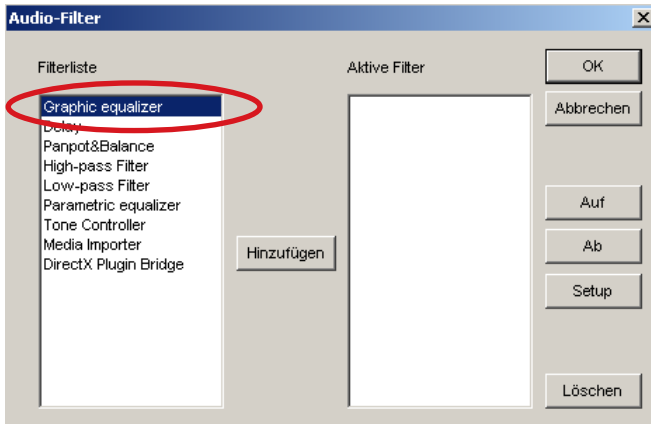 Audio-Filter
Filterliste
Aktive Filter
Graphic equalizer
Delay
Panpot&Balance
High-pass Filter
Low-pass Filter
Parametric equalizer
Tone Controller
Media Importer
DirectX Plugin Bridge
Hinzufügen
OK
Abbrechen
Auf
Ab
Setup
Löschen